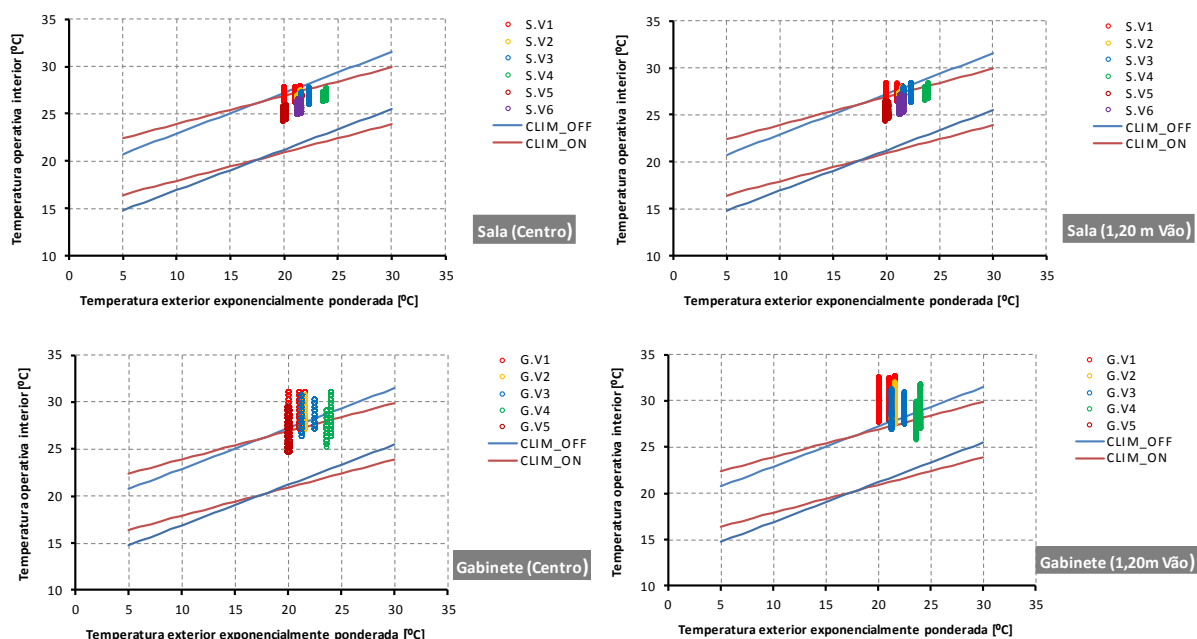 Temperatura operativa interior [ºC]
35
30
25
20
15
10
0 5 10 15 20 25 30 35
Temperatura exterior exponencialmente ponderada [ºC]
S.V1
S.V2
S.V3
S.V4
S.V5
S.V6
CLIM_OFF
CLIM_ON
Sala (Centro)
Temperatura operativa interior [ºC]
35
30
25
20
15
10
0 5 10 15 20 25 30 35
Temperatura exterior exponencialmente ponderada [ºC]
S.V1
S.V2
S.V3
S.V4
S.V5
S.V6
CLIM_OFF
CLIM_ON
Sala (1,20 m Vão)
Temperatura operativa interior [ºC]
35
30
25
20
15
10
0 5 10 15 20 25 30 35
Temperatura exterior exponencialmente ponderada [ºC]
G.V1
G.V2
G.V3
G.V4
G.V5
CLIM_OFF
CLIM_ON
Gabinete (Centro)
Temperatura operativa interior [ºC]
35
30
25
20
15
10
0 5 10 15 20 25 30 35
Temperatura exterior exponencialmente ponderada [ºC]
G.V1
G.V2
G.V3
G.V4
G.V5
CLIM_OFF
CLIM_ON
Gabinete (1,20m Vão)